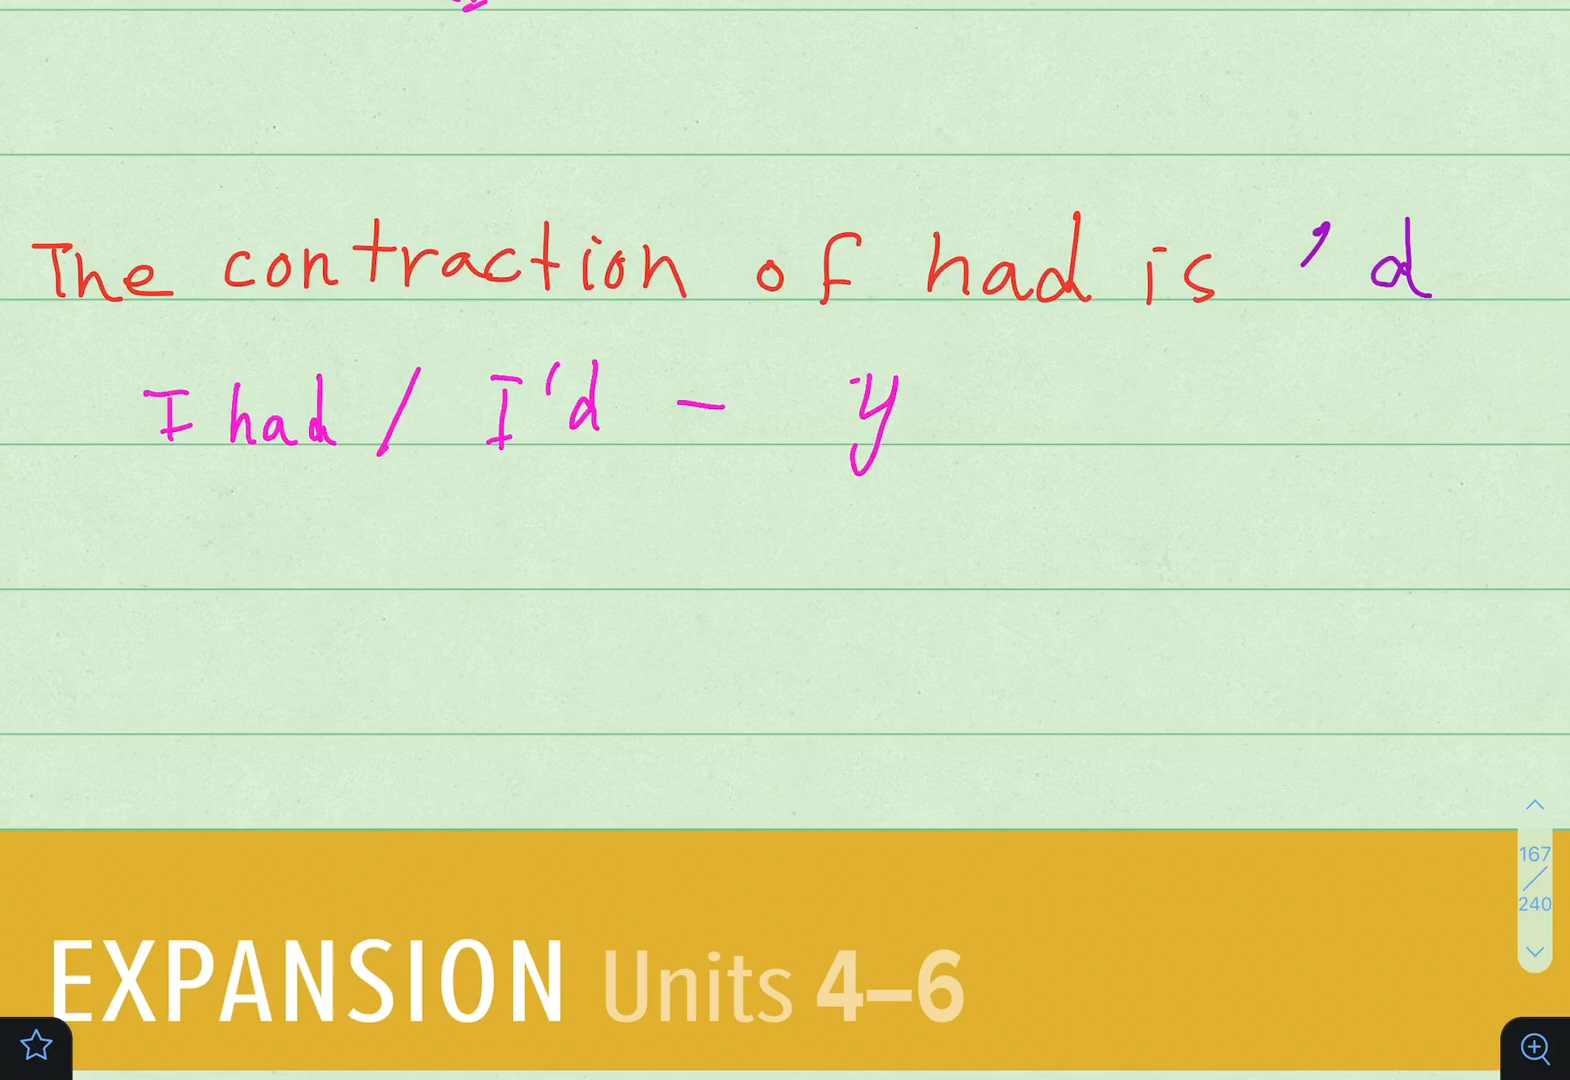 The contraction of had is 'd
I had / I'd - y
167
/
240
EXPANSION Units 4–6